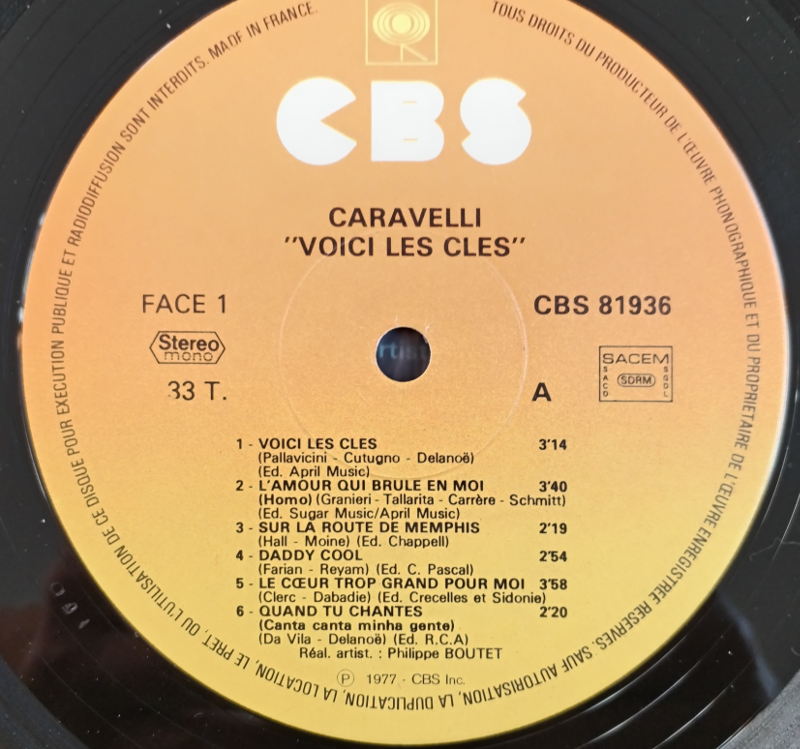 CBS
CARAVELLI
"VOICI LES CLES"
FACE 1
CBS 81936
Stereo
mono
SACEM
SACD
SDRM
SGDL
33 T.
A
1 - VOICI LES CLES 3'14
(Pallavicini - Cutugno - Delanoë)
(Ed. April Music)
2 - L'AMOUR QUI BRULE EN MOI 3'40
(Homo) (Granieri - Tallarita - Carrère - Schmitt)
(Ed. Sugar Music/April Music)
3 - SUR LA ROUTE DE MEMPHIS 2'19
(Hall - Moine) (Ed. Chappell)
4 - DADDY COOL 2'54
(Farian - Reyam) (Ed. C. Pascal)
5 - LE CŒUR TROP GRAND POUR MOI 3'58
(Clerc - Dabadie) (Ed. Crecelles et Sidonie)
6 - QUAND TU CHANTES 2'20
(Canta canta minha gente)
(Da Vila - Delanoë) (Ed. R.C.A)
Réal. artist. : Philippe BOUTET
℗ 1977 - CBS Inc.
TOUS DROITS DU PRODUCTEUR DE L'ŒUVRE PHONOGRAPHIQUE ET DU PROPRIETAIRE DE L'ŒUVRE ENREGISTREE RESERVES. SAUF AUTORISATION, LA DUPLICATION, LA LOCATION, LE PRET, OU L'UTILISATION DE CE DISQUE POUR EXECUTION PUBLIQUE ET RADIODIFFUSION SONT INTERDITS. MADE IN FRANCE.